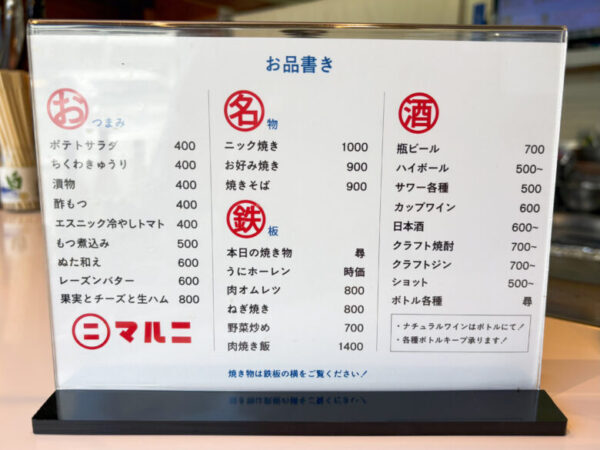 お品書き
お つまみ
ポテトサラダ 400
ちくわきゅうり 400
漬物 400
酢もつ 400
エスニック冷やしトマト 400
もつ煮込み 500
ぬた和え 600
レーズンバター 600
果実とチーズと生ハム 800
二 マルニ
名 物
ニック焼き 1000
お好み焼き 900
焼きそば 900
鉄 板
本日の焼き物 尋
うにホーレン 時価
肉オムレツ 800
ねぎ焼き 800
野菜炒め 700
肉焼き飯 1400
酒
瓶ビール 700
ハイボール 500~
サワー各種 500
カップワイン 600
日本酒 600~
クラフト焼酎 700~
クラフトジン 700~
ショット 500~
ボトル各種 尋
・ナチュラルワインはボトルにて!
・各種ボトルキープ承ります!
焼き物は鉄板の横をご覧ください!